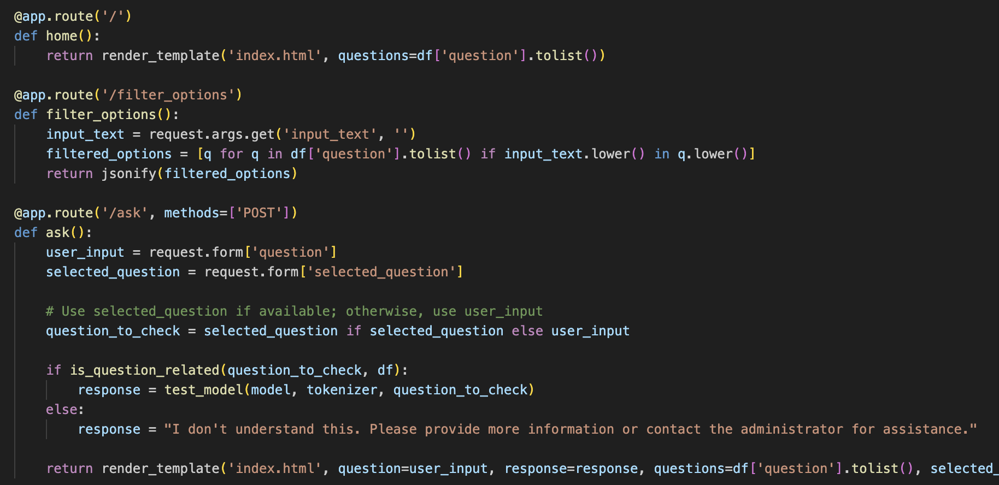 @app.route('/')
def home():
    return render_template('index.html', questions=df['question'].tolist())

@app.route('/filter_options')
def filter_options():
    input_text = request.args.get('input_text', '')
    filtered_options = [q for q in df['question'].tolist() if input_text.lower() in q.lower()]
    return jsonify(filtered_options)

@app.route('/ask', methods=['POST'])
def ask():
    user_input = request.form['question']
    selected_question = request.form['selected_question']

    # Use selected_question if available; otherwise, use user_input
    question_to_check = selected_question if selected_question else user_input

    if is_question_related(question_to_check, df):
        response = test_model(model, tokenizer, question_to_check)
    else:
        response = "I don't understand this. Please provide more information or contact the administrator for assistance."

    return render_template('index.html', question=user_input, response=response, questions=df['question'].tolist(), selected_